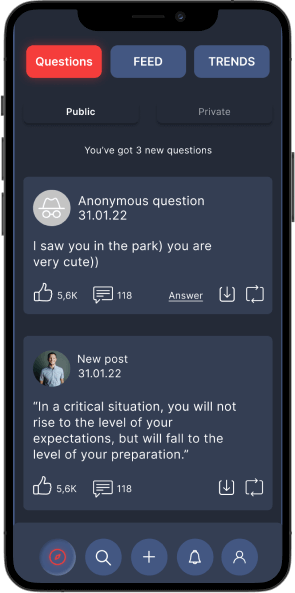 Questions FEED TRENDS
Public Private
You've got 3 new questions
Anonymous question
31.01.22
I saw you in the park) you are
very cute))
5,6K 118 Answer
New post
31.01.22
“In a critical situation, you will not
rise to the level of your
expectations, but will fall to the
level of your preparation.”
5,6K 118